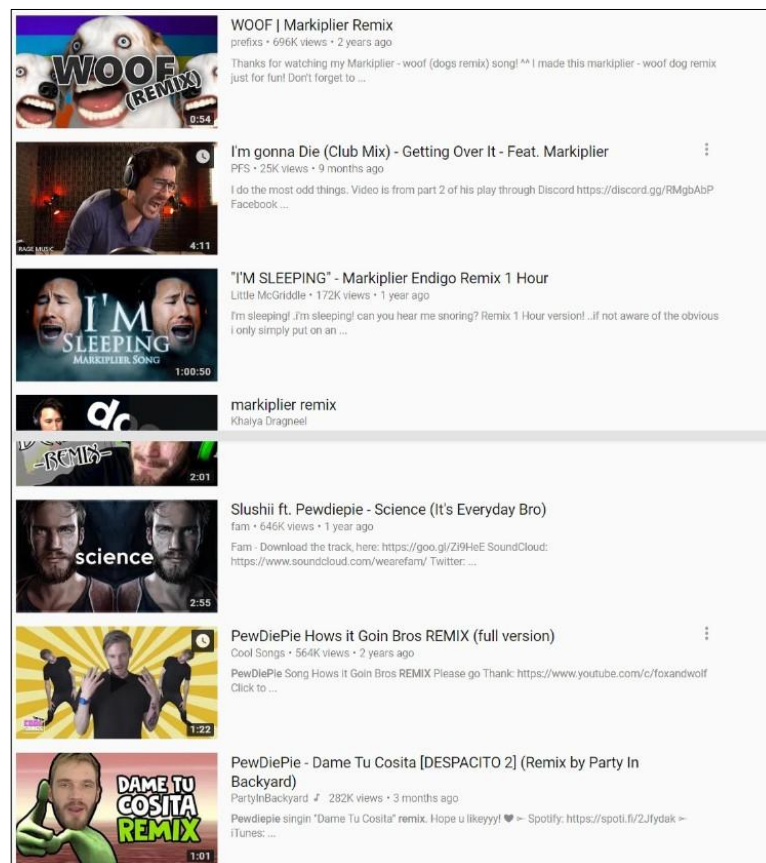 WOOF
(REMIX)
0:54
WOOF | Markiplier Remix
prefixs • 696K views • 2 years ago
Thanks for watching my Markiplier - woof (dogs remix) song! ^^ I made this markiplier - woof dog remix
just for fun! Don't forget to ...
RAGE MUSIC
4:11
I'm gonna Die (Club Mix) - Getting Over It - Feat. Markiplier
PFS • 25K views • 9 months ago
I do the most odd things. Video is from part 2 of his play through Discord https://discord.gg/RMgbAbP
Facebook ...
I'M
SLEEPING
MARKIPLIER SONG
1:00:50
"I'M SLEEPING" - Markiplier Endigo Remix 1 Hour
Little McGriddle • 172K views • 1 year ago
I'm sleeping! .i'm sleeping! can you hear me snoring? Remix 1 Hour version! ..if not aware of the obvious
i only simply put on an ...
markiplier remix
Khaiya Dragneel
-REMIX-
2:01
science
2:55
Slushii ft. Pewdiepie - Science (It's Everyday Bro)
fam • 646K views • 1 year ago
Fam - Download the track, here: https://goo.gl/Zi9HeE SoundCloud:
https://www.soundcloud.com/wearefam/ Twitter: ...
1:22
PewDiePie Hows it Goin Bros REMIX (full version)
Cool Songs • 564K views • 2 years ago
PewDiePie Song Hows it Goin Bros REMIX Please go Thank: https://www.youtube.com/c/foxandwolf
Click to ...
DAME TU
COSITA
REMIX
1:01
PewDiePie - Dame Tu Cosita [DESPACITO 2] (Remix by Party In
Backyard)
PartyInBackyard ♪ 282K views • 3 months ago
Pewdiepie singin "Dame Tu Cosita" remix. Hope u likeyyy! ♥ ➣ Spotify: https://spoti.fi/2Jfydak ➣
iTunes: ...